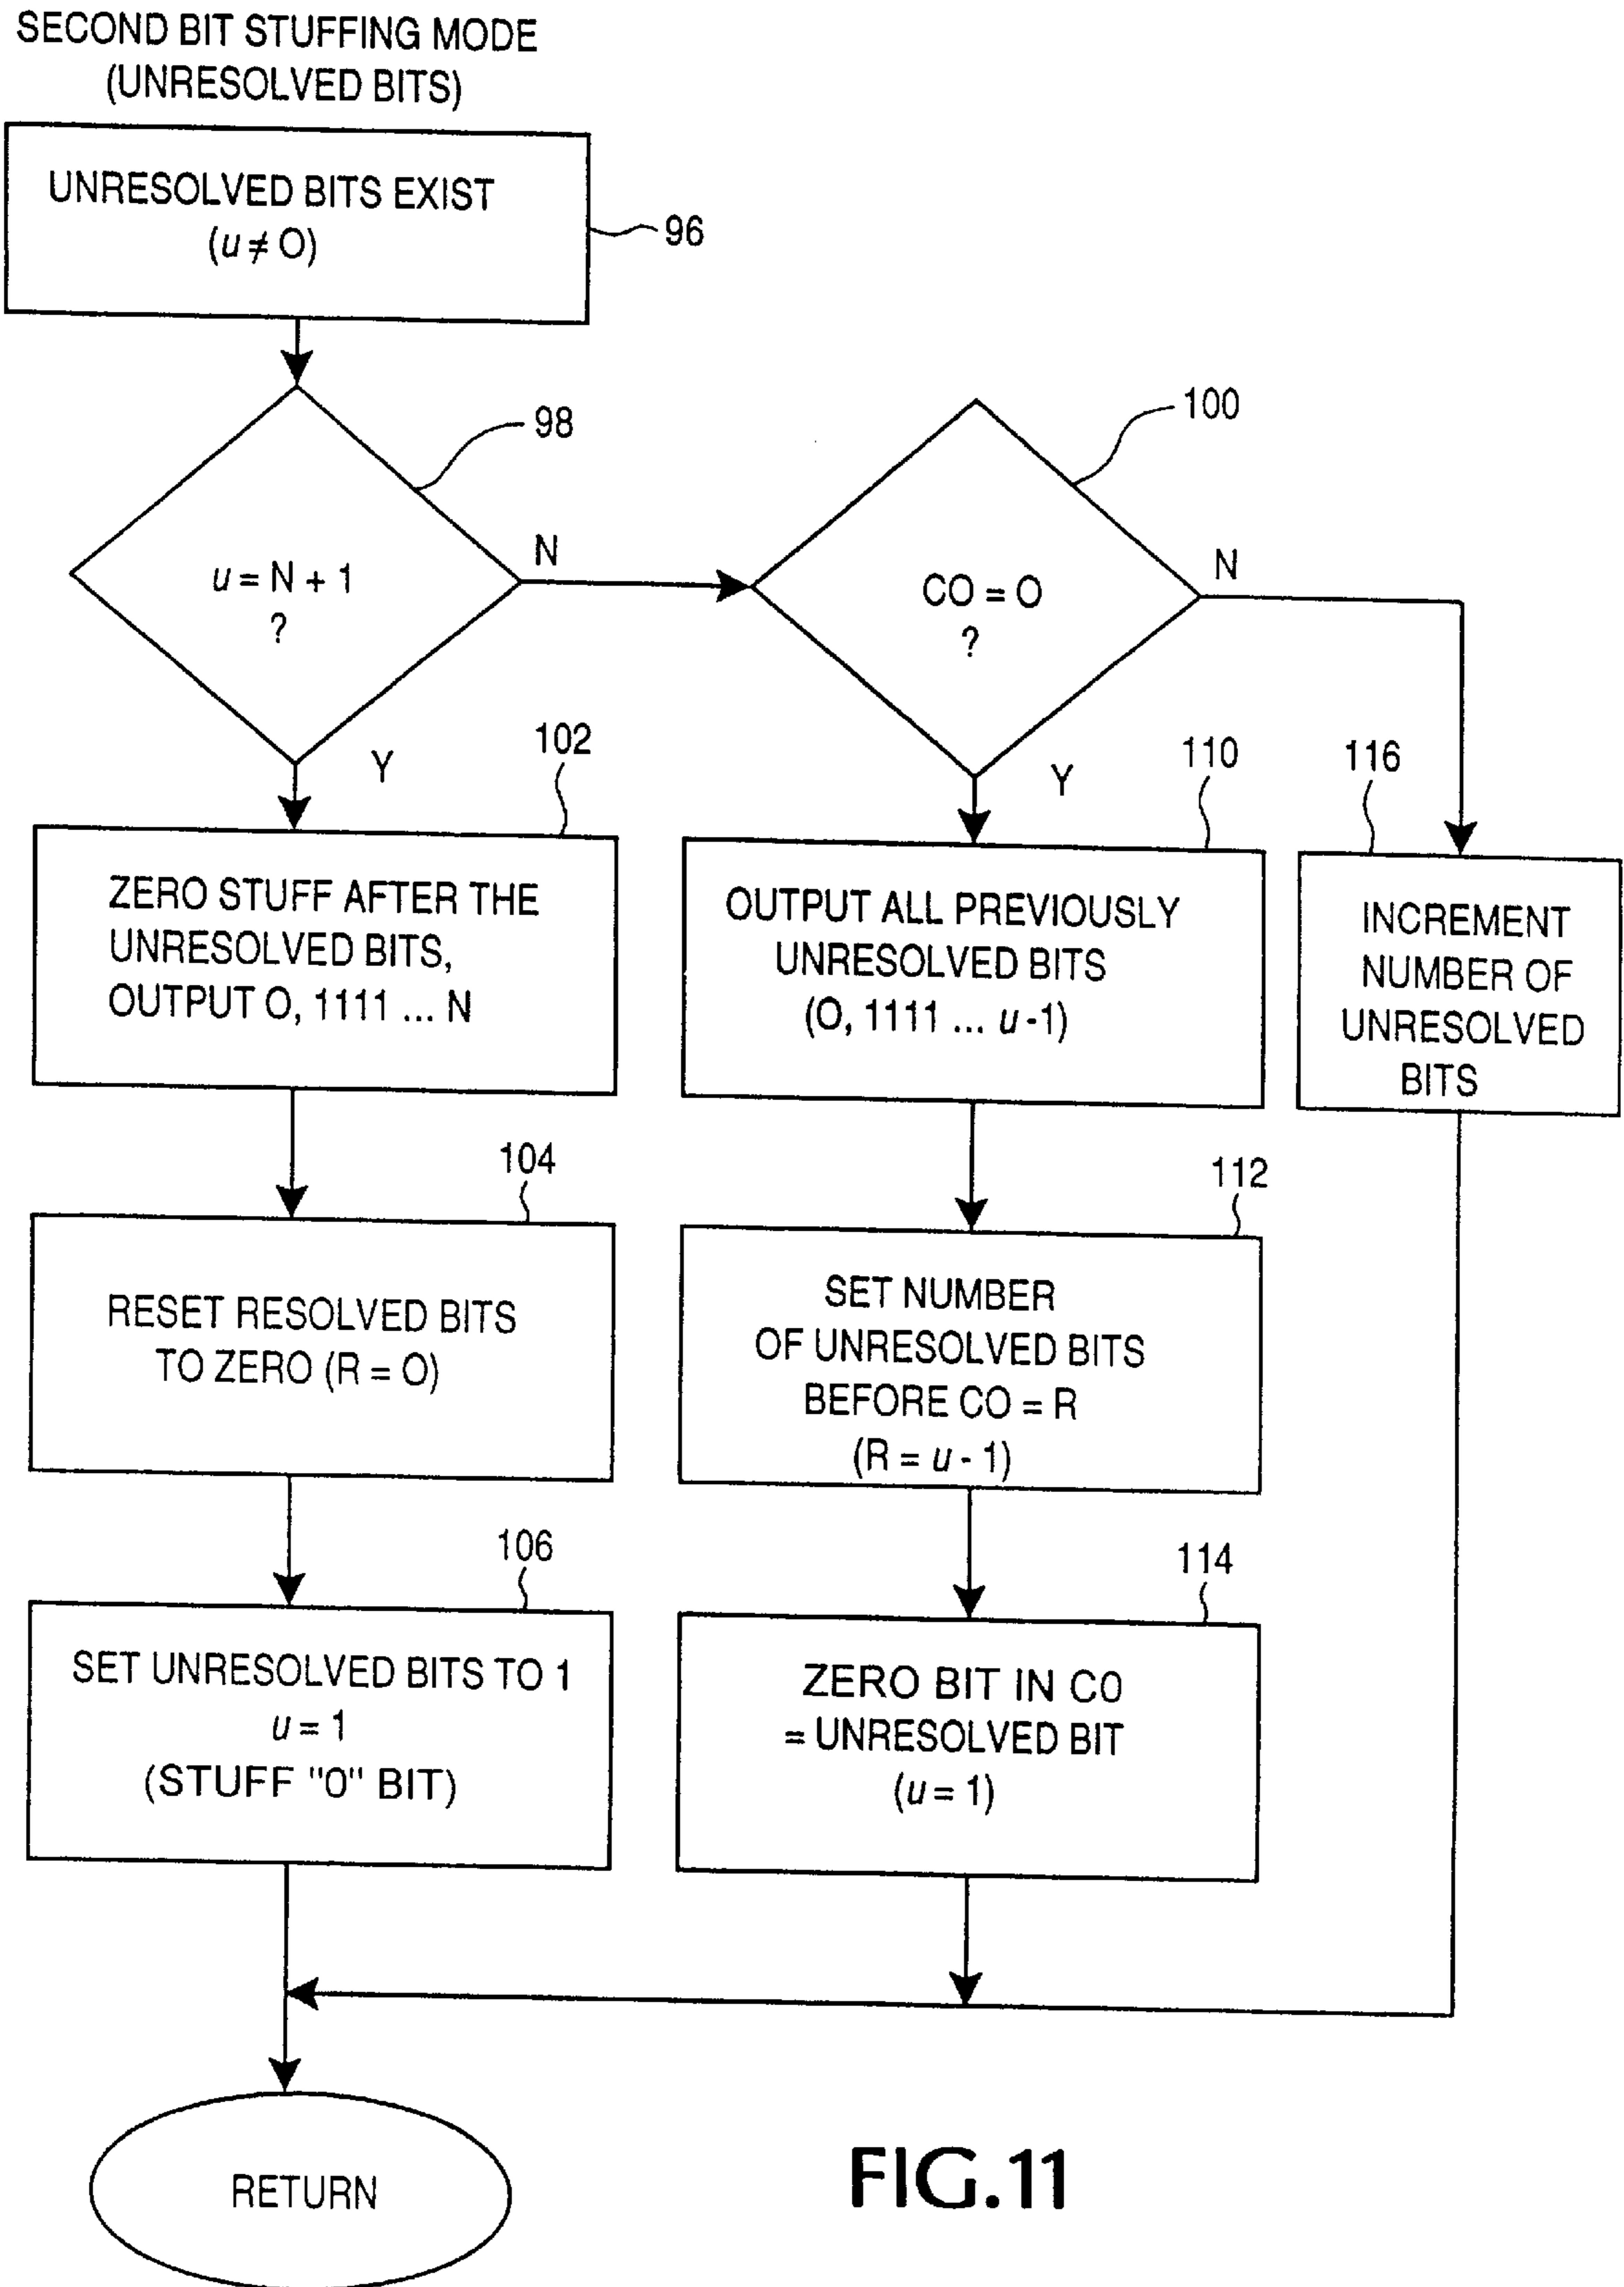 SECOND BIT STUFFING MODE
(UNRESOLVED BITS)
UNRESOLVED BITS EXIST
(u ≠ O)
96
98
u = N + 1
?
N
Y
100
CO = O
?
N
Y
102
ZERO STUFF AFTER THE
UNRESOLVED BITS,
OUTPUT O, 1111 ... N
110
OUTPUT ALL PREVIOUSLY
UNRESOLVED BITS
(O, 1111 ... u -1)
116
INCREMENT
NUMBER OF
UNRESOLVED
BITS
104
RESET RESOLVED BITS
TO ZERO (R = O)
112
SET NUMBER
OF UNRESOLVED BITS
BEFORE CO = R
(R = u - 1)
106
SET UNRESOLVED BITS TO 1
u = 1
(STUFF "0" BIT)
114
ZERO BIT IN C0
= UNRESOLVED BIT
(u = 1)
RETURN
FIG.11